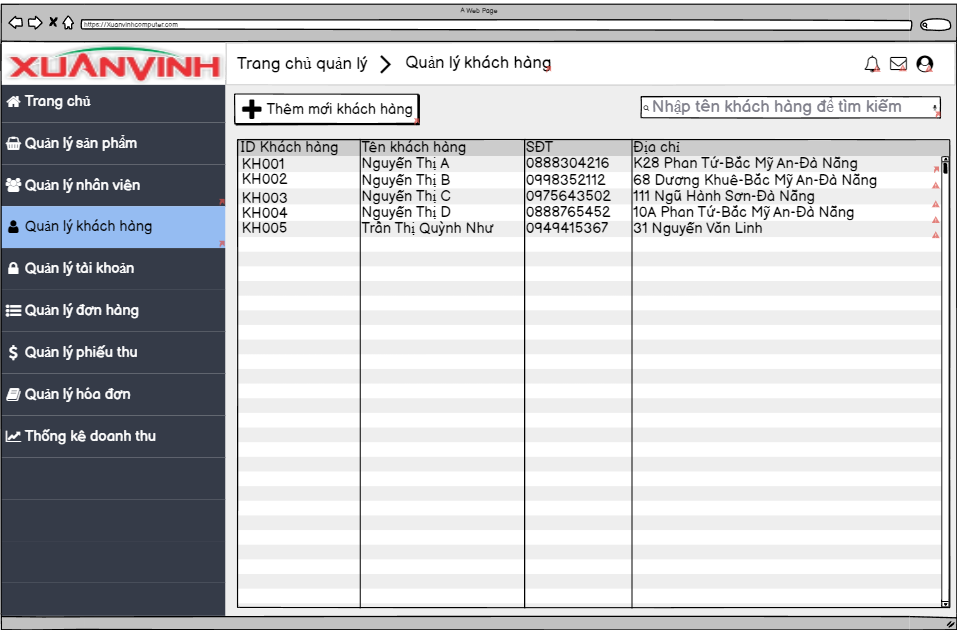 A Web Page
https://Xuanvinhcomputer.com
XUÂNVINH
Trang chủ quản lý
Quản lý khách hàng
Trang chủ
Quản lý sản phẩm
Quản lý nhân viên
Quản lý khách hàng
Quản lý tài khoản
Quản lý đơn hàng
Quản lý phiếu thu
Quản lý hóa đơn
Thống kê doanh thu
Thêm mới khách hàng
Nhập tên khách hàng để tìm kiếm
ID Khách hàng Tên khách hàng SĐT Địa chỉ
KH001 Nguyễn Thị A 0888304216 K28 Phan Tứ-Bắc Mỹ An-Đà Nẵng
KH002 Nguyễn Thị B 0998352112 68 Dương Khuê-Bắc Mỹ An-Đà Nẵng
KH003 Nguyễn Thị C 0975643502 111 Ngũ Hành Sơn-Đà Nẵng
KH004 Nguyễn Thị D 0888765452 10A Phan Tứ-Bắc Mỹ An-Đà Nẵng
KH005 Trần Thị Quỳnh Như 0949415367 31 Nguyễn Văn Linh